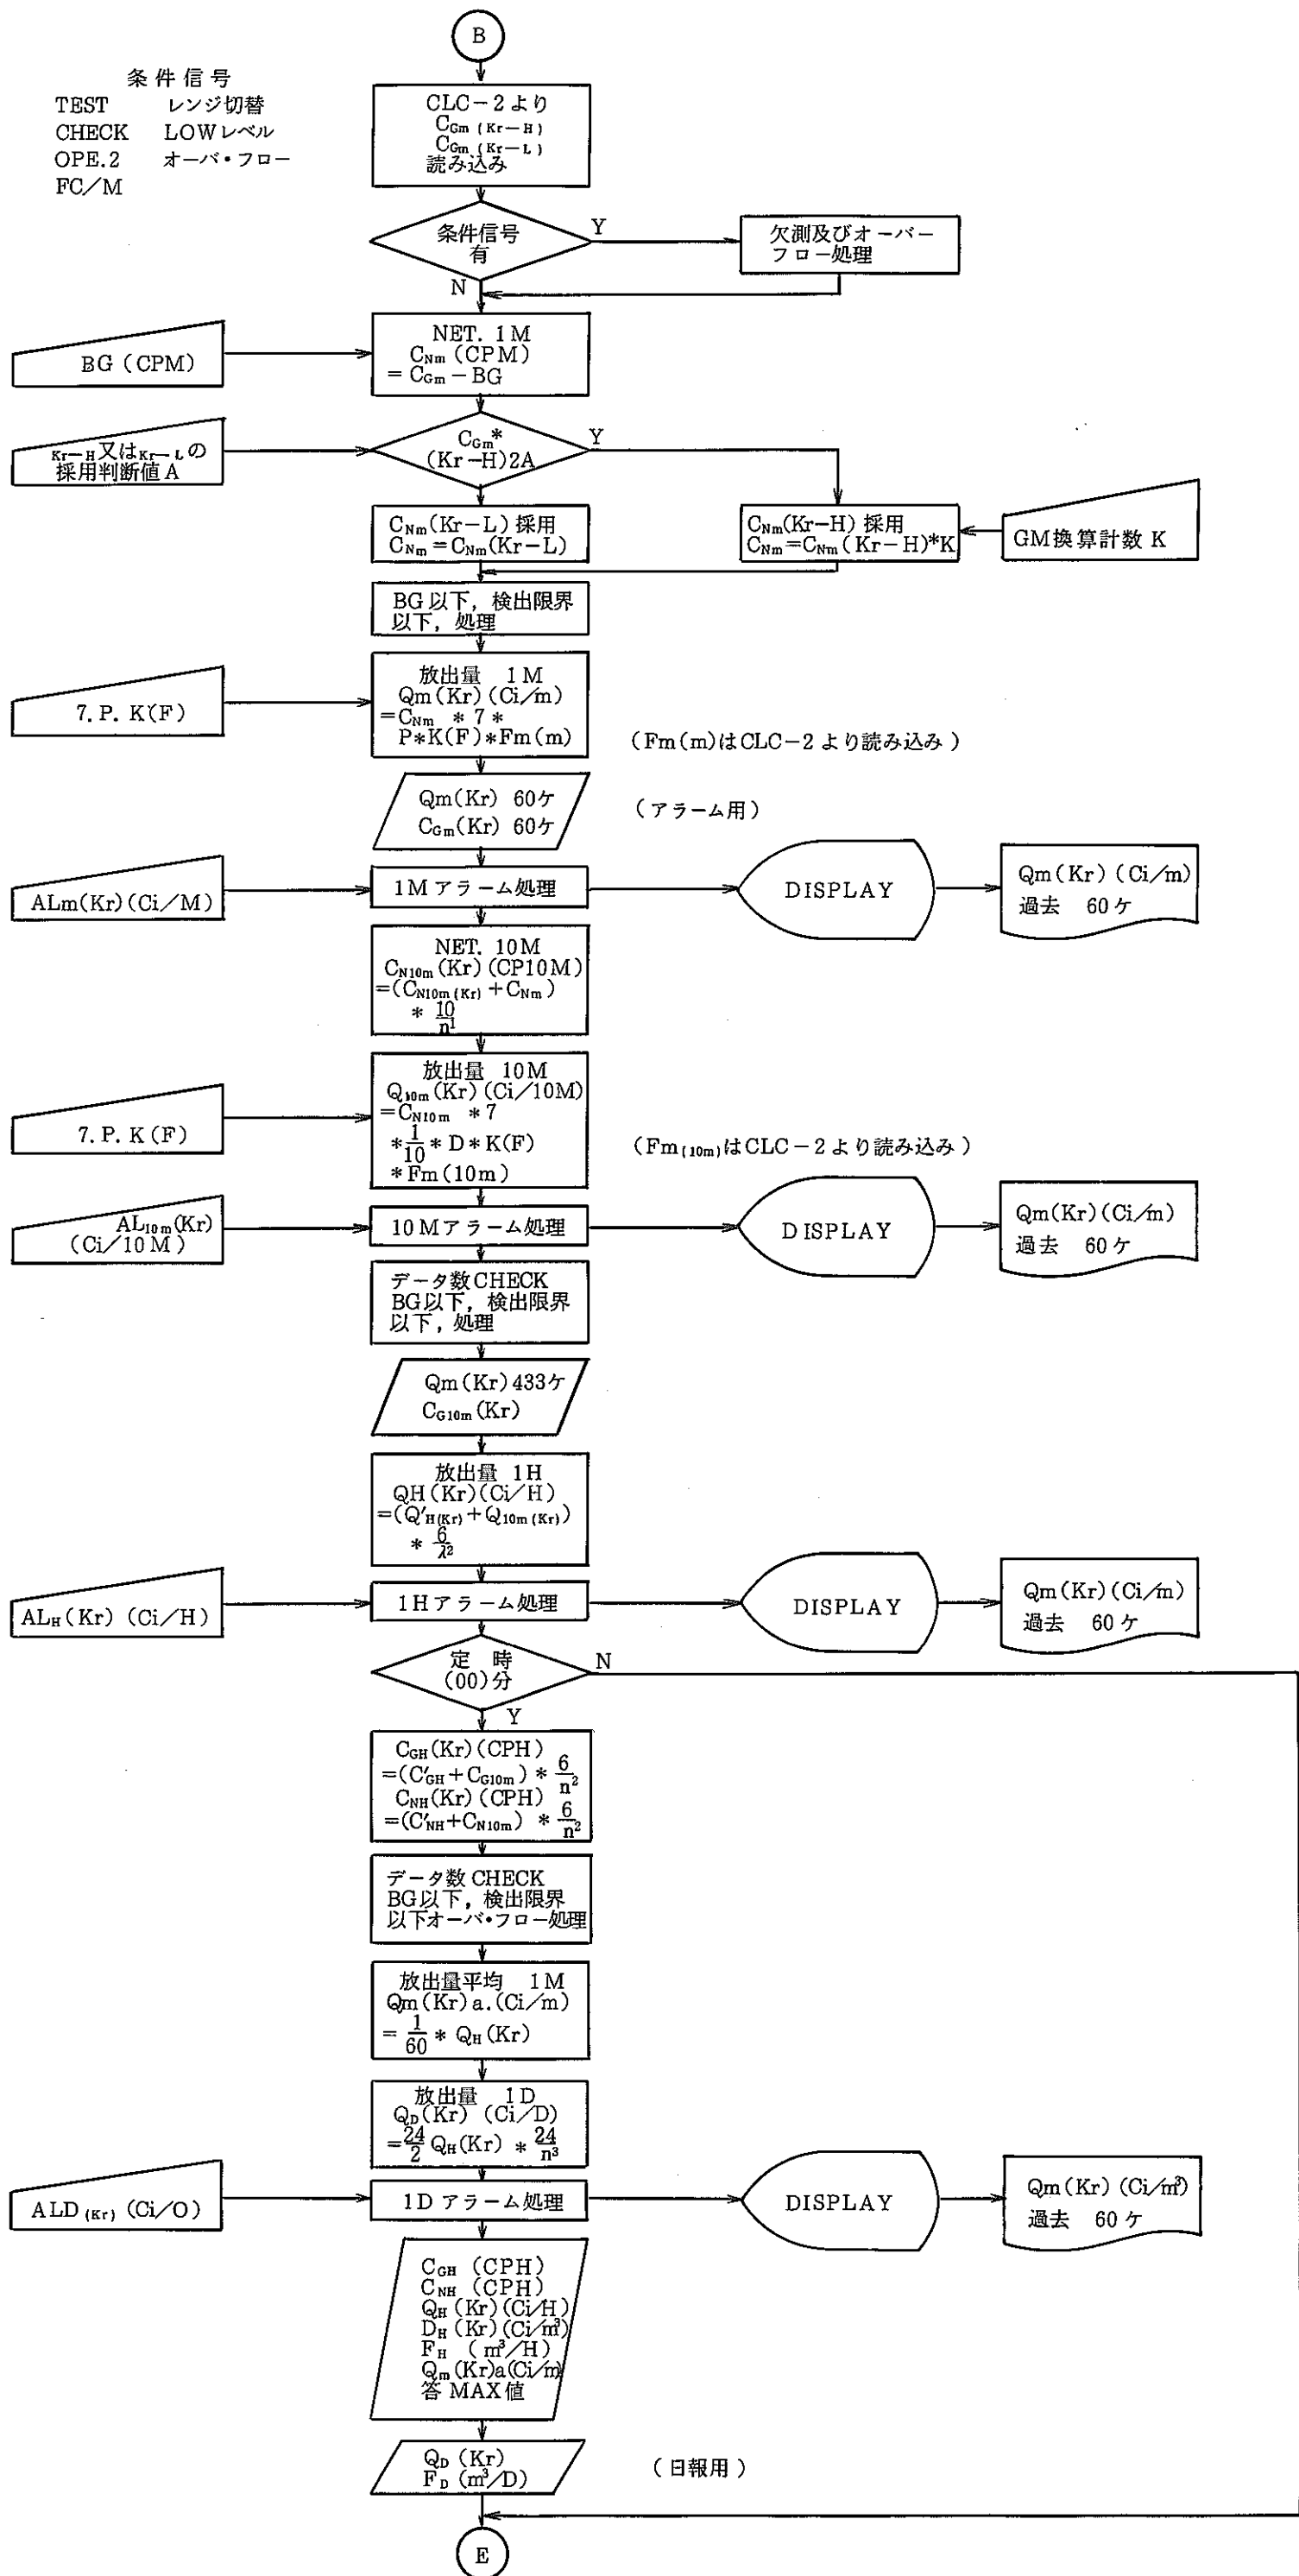 B
条件信号
TEST レンジ切替
CHECK LOWレベル
OPE.2 オーバ・フロー
FC/M
CLC-2より
CGm (Kr-H)
CGm (Kr-L)
読み込み
条件信号
有
Y
N
欠測及びオーバー
フロー処理
BG (CPM)
NET. 1M
CNm (CPM)
= CGm - BG
Kr-H又はKr-Lの
採用判断値A
CGm*
(Kr-H)2A
Y
CNm(Kr-L) 採用
CNm=CNm(Kr-L)
CNm(Kr-H) 採用
CNm=CNm(Kr-H)*K
GM換算計数 K
BG以下, 検出限界
以下, 処理
7. P. K(F)
放出量 1M
Qm(Kr)(Ci/m)
=CNm * 7 *
P*K(F)*Fm(m)
(Fm(m)はCLC-2より読み込み)
Qm(Kr) 60ケ
CGm(Kr) 60ケ
(アラーム用)
ALm(Kr)(Ci/M)
1Mアラーム処理
DISPLAY
Qm(Kr)(Ci/m)
過去 60ケ
NET. 10M
CN10m(Kr)(CP10M)
=(CN10m(Kr)+CNm)
* 10/n1
7. P. K(F)
放出量 10M
Q10m(Kr)(Ci/10M)
=CN10m *7
*1/10*D*K(F)
*Fm(10m)
(Fm(10m)はCLC-2より読み込み)
AL10m(Kr)
(Ci/10M)
10Mアラーム処理
DISPLAY
Qm(Kr)(Ci/m)
過去 60ケ
データ数CHECK
BG以下, 検出限界
以下, 処理
Qm(Kr)433ケ
CG10m(Kr)
放出量 1H
QH(Kr)(Ci/H)
=(Q'H(Kr)+Q10m(Kr))
* 6/λ2
ALH(Kr) (Ci/H)
1Hアラーム処理
DISPLAY
Qm(Kr)(Ci/m)
過去 60ケ
定 時
(00)分
N
Y
CGH(Kr)(CPH)
=(C'GH+CG10m) * 6/n2
CNH(Kr)(CPH)
=(C'NH+CN10m) * 6/n2
データ数CHECK
BG以下, 検出限界
以下オーバ・フロー処理
放出量平均 1M
Qm(Kr)a.(Ci/m)
= 1/60 * QH(Kr)
放出量 1D
QD(Kr) (Ci/D)
=24/2 QH(Kr) * 24/n3
ALD(Kr) (Ci/O)
1Dアラーム処理
DISPLAY
Qm(Kr)(Ci/m³)
過去 60ケ
CGH (CPH)
CNH (CPH)
QH (Kr)(Ci/H)
DH (Kr)(Ci/m³)
FH (m³/H)
Qm(Kr)a(Ci/m)
答MAX値
QD (Kr)
FD (m³/D)
(日報用)
E